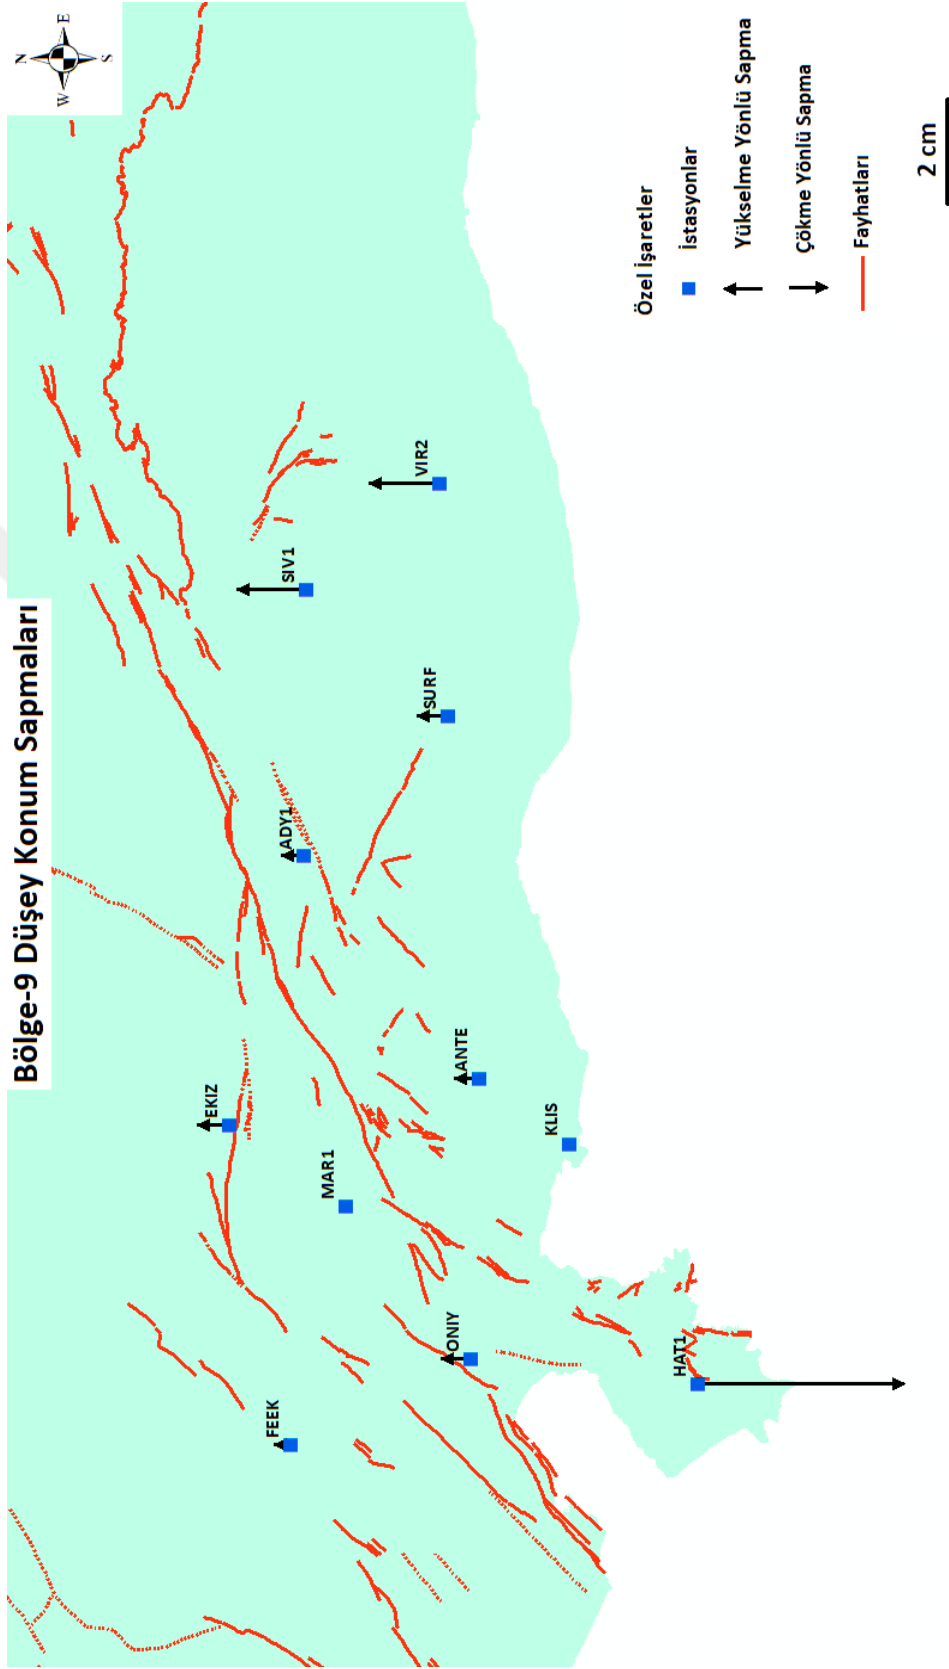 Bölge-9 Düşey Konum Sapmaları
N
W
E
S
EKIZ
MAR1
FEEK
ADY1
SIV1
VIR2
SURF
ANTE
KLIS
ONIY
HAT1
Özel İşaretler
İstasyonlar
Yükselme Yönlü Sapma
Çökme Yönlü Sapma
Fayhatları
2 cm